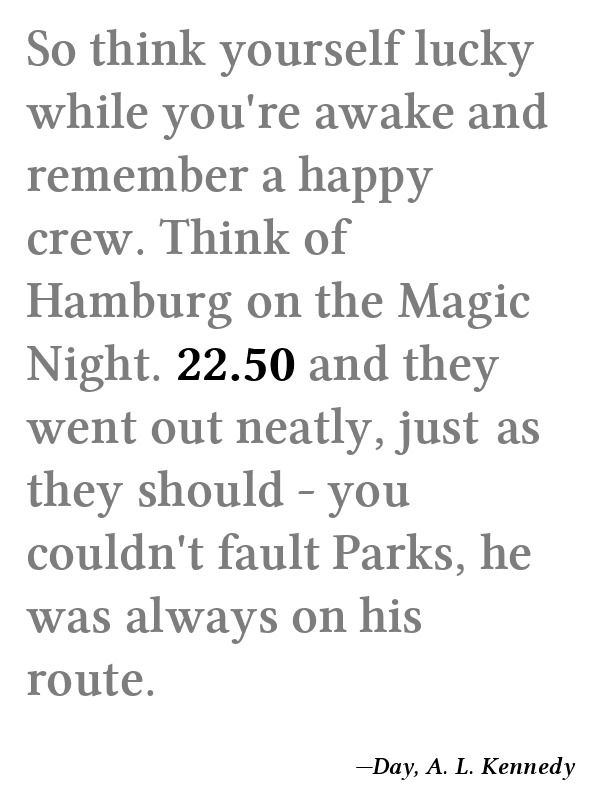 So think yourself lucky
while you're awake and
remember a happy
crew. Think of
Hamburg on the Magic
Night. 22.50 and they
went out neatly, just as
they should - you
couldn't fault Parks, he
was always on his
route.
—Day, A. L. Kennedy